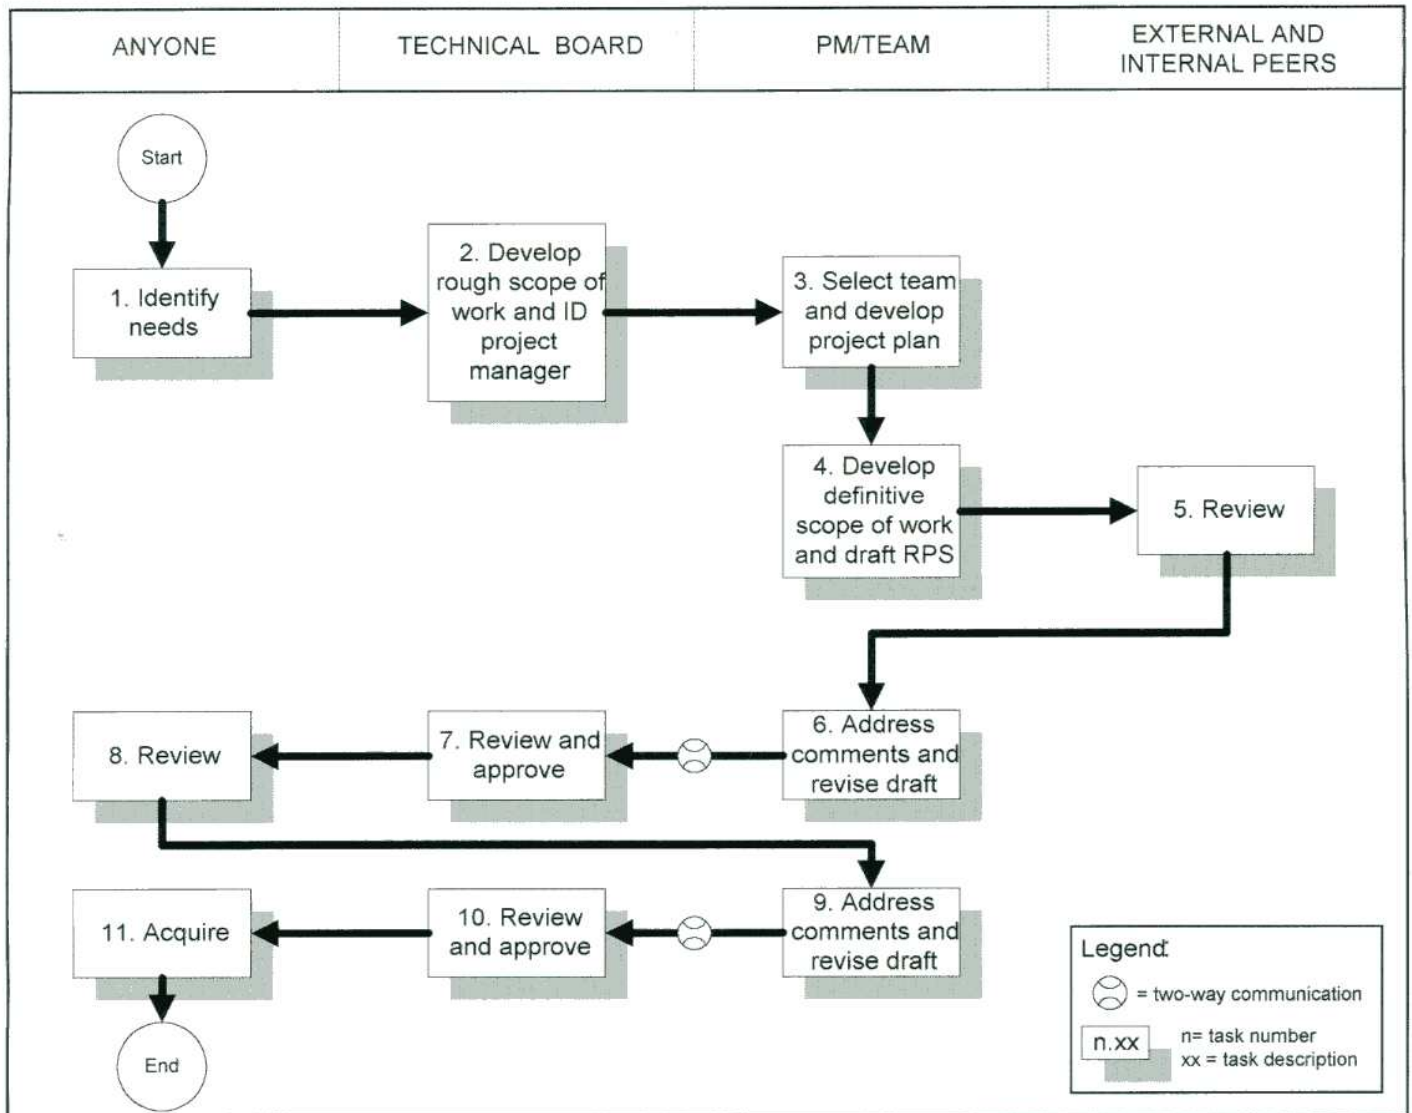 ANYONE
TECHNICAL BOARD
PM/TEAM
EXTERNAL AND
INTERNAL PEERS
Start
1. Identify
needs
2. Develop
rough scope of
work and ID
project
manager
3. Select team
and develop
project plan
4. Develop
definitive
scope of work
and draft RPS
5. Review
6. Address
comments and
revise draft
7. Review and
approve
8. Review
9. Address
comments and
revise draft
10. Review
and approve
11. Acquire
End
Legend:
= two-way communication
n.xx
n= task number
xx = task description